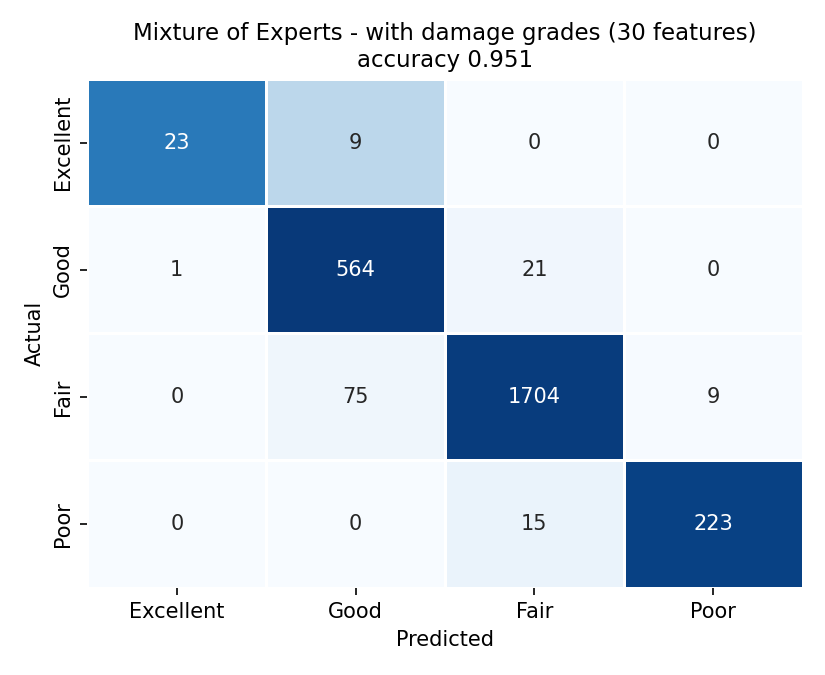 Mixture of Experts - with damage grades (30 features)
accuracy 0.951
Actual
Excellent 23 9 0 0
Good 1 564 21 0
Fair 0 75 1704 9
Poor 0 0 15 223
Excellent Good Fair Poor
Predicted